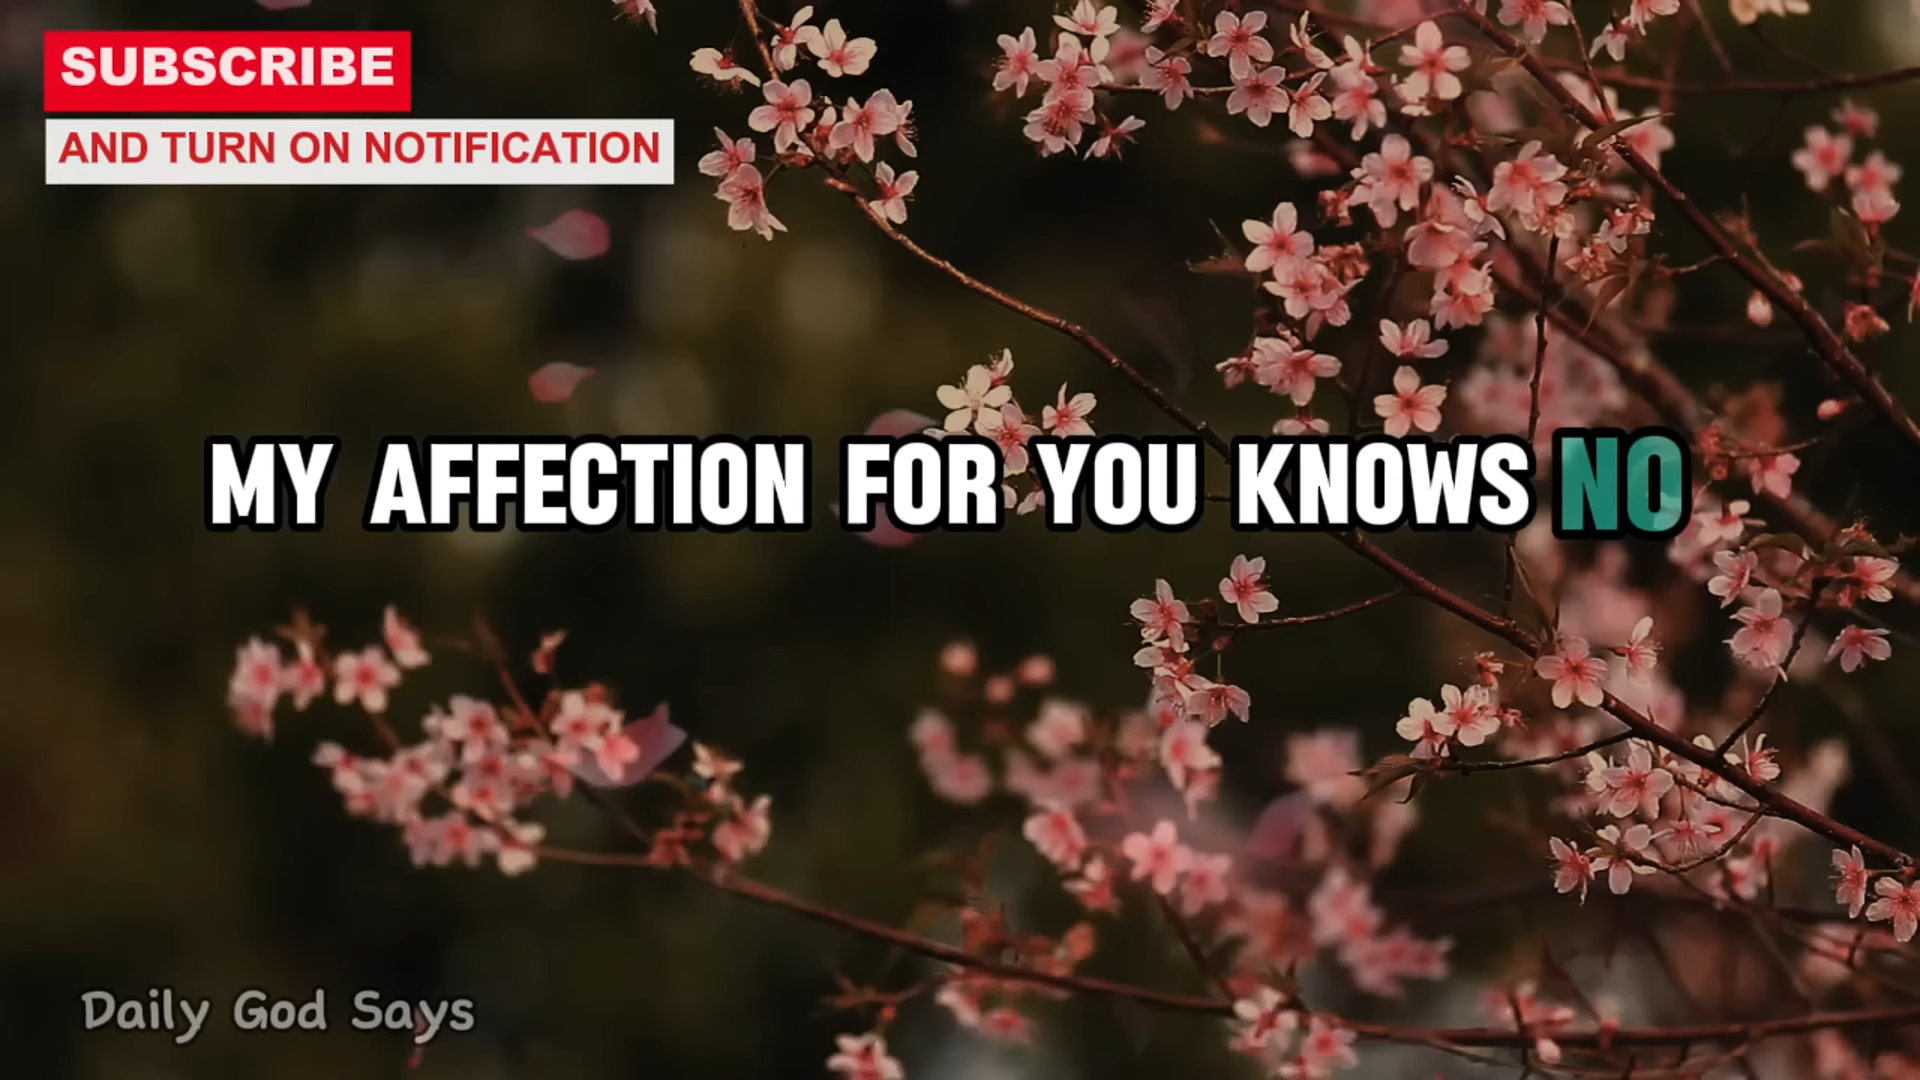 SUBSCRIBE
AND TURN ON NOTIFICATION
MY AFFECTION FOR YOU KNOWS NO
Daily God Says